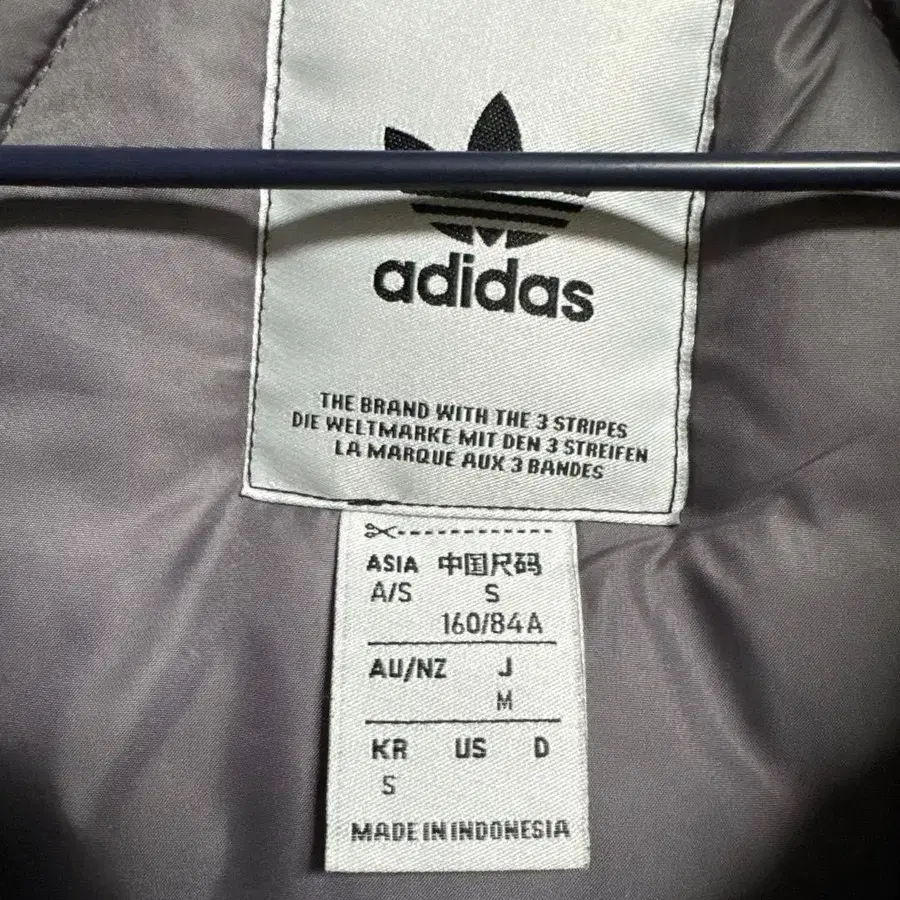 adidas
THE BRAND WITH THE 3 STRIPES
DIE WELTMARKE MIT DEN 3 STREIFEN
LA MARQUE AUX 3 BANDES
ASIA 中国尺码
A/S S
160/84A
AU/NZ J
M
KR US D
S
MADE IN INDONESIA